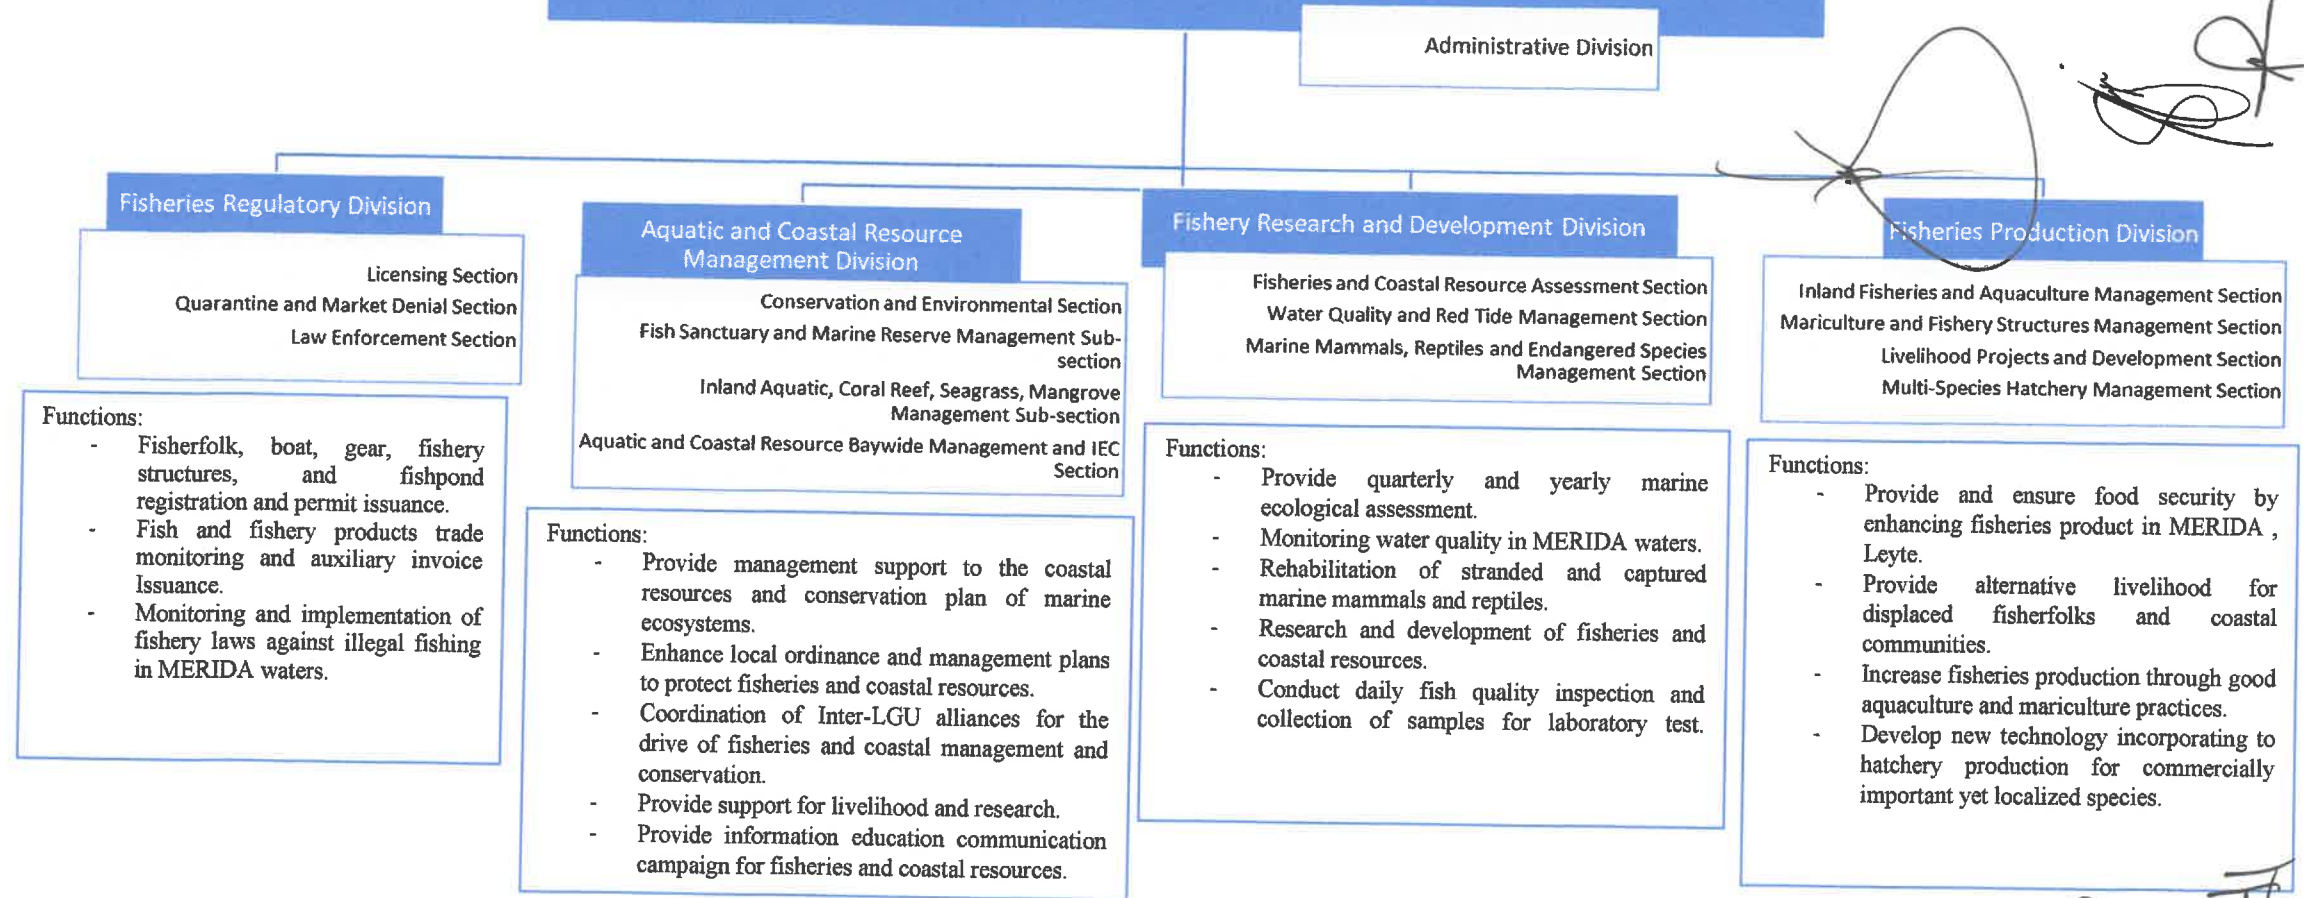 Administrative Division
Fisheries Regulatory Division
Licensing Section
Quarantine and Market Denial Section
Law Enforcement Section
Functions:
- Fisherfolk, boat, gear, fishery
structures, and fishpond
registration and permit issuance.
- Fish and fishery products trade
monitoring and auxiliary invoice
Issuance.
- Monitoring and implementation of
fishery laws against illegal fishing
in MERIDA waters.
Aquatic and Coastal Resource
Management Division
Conservation and Environmental Section
Fish Sanctuary and Marine Reserve Management Sub-
section
Inland Aquatic, Coral Reef, Seagrass, Mangrove
Management Sub-section
Aquatic and Coastal Resource Baywide Management and IEC
Section
Functions:
- Provide management support to the coastal
resources and conservation plan of marine
ecosystems.
- Enhance local ordinance and management plans
to protect fisheries and coastal resources.
- Coordination of Inter-LGU alliances for the
drive of fisheries and coastal management and
conservation.
- Provide support for livelihood and research.
- Provide information education communication
campaign for fisheries and coastal resources.
Fishery Research and Development Division
Fisheries and Coastal Resource Assessment Section
Water Quality and Red Tide Management Section
Marine Mammals, Reptiles and Endangered Species
Management Section
Functions:
- Provide quarterly and yearly marine
ecological assessment.
- Monitoring water quality in MERIDA waters.
- Rehabilitation of stranded and captured
marine mammals and reptiles.
- Research and development of fisheries and
coastal resources.
- Conduct daily fish quality inspection and
collection of samples for laboratory test.
Fisheries Production Division
Inland Fisheries and Aquaculture Management Section
Mariculture and Fishery Structures Management Section
Livelihood Projects and Development Section
Multi-Species Hatchery Management Section
Functions:
- Provide and ensure food security by
enhancing fisheries product in MERIDA ,
Leyte.
- Provide alternative livelihood for
displaced fisherfolks and coastal
communities.
- Increase fisheries production through good
aquaculture and mariculture practices.
- Develop new technology incorporating to
hatchery production for commercially
important yet localized species.